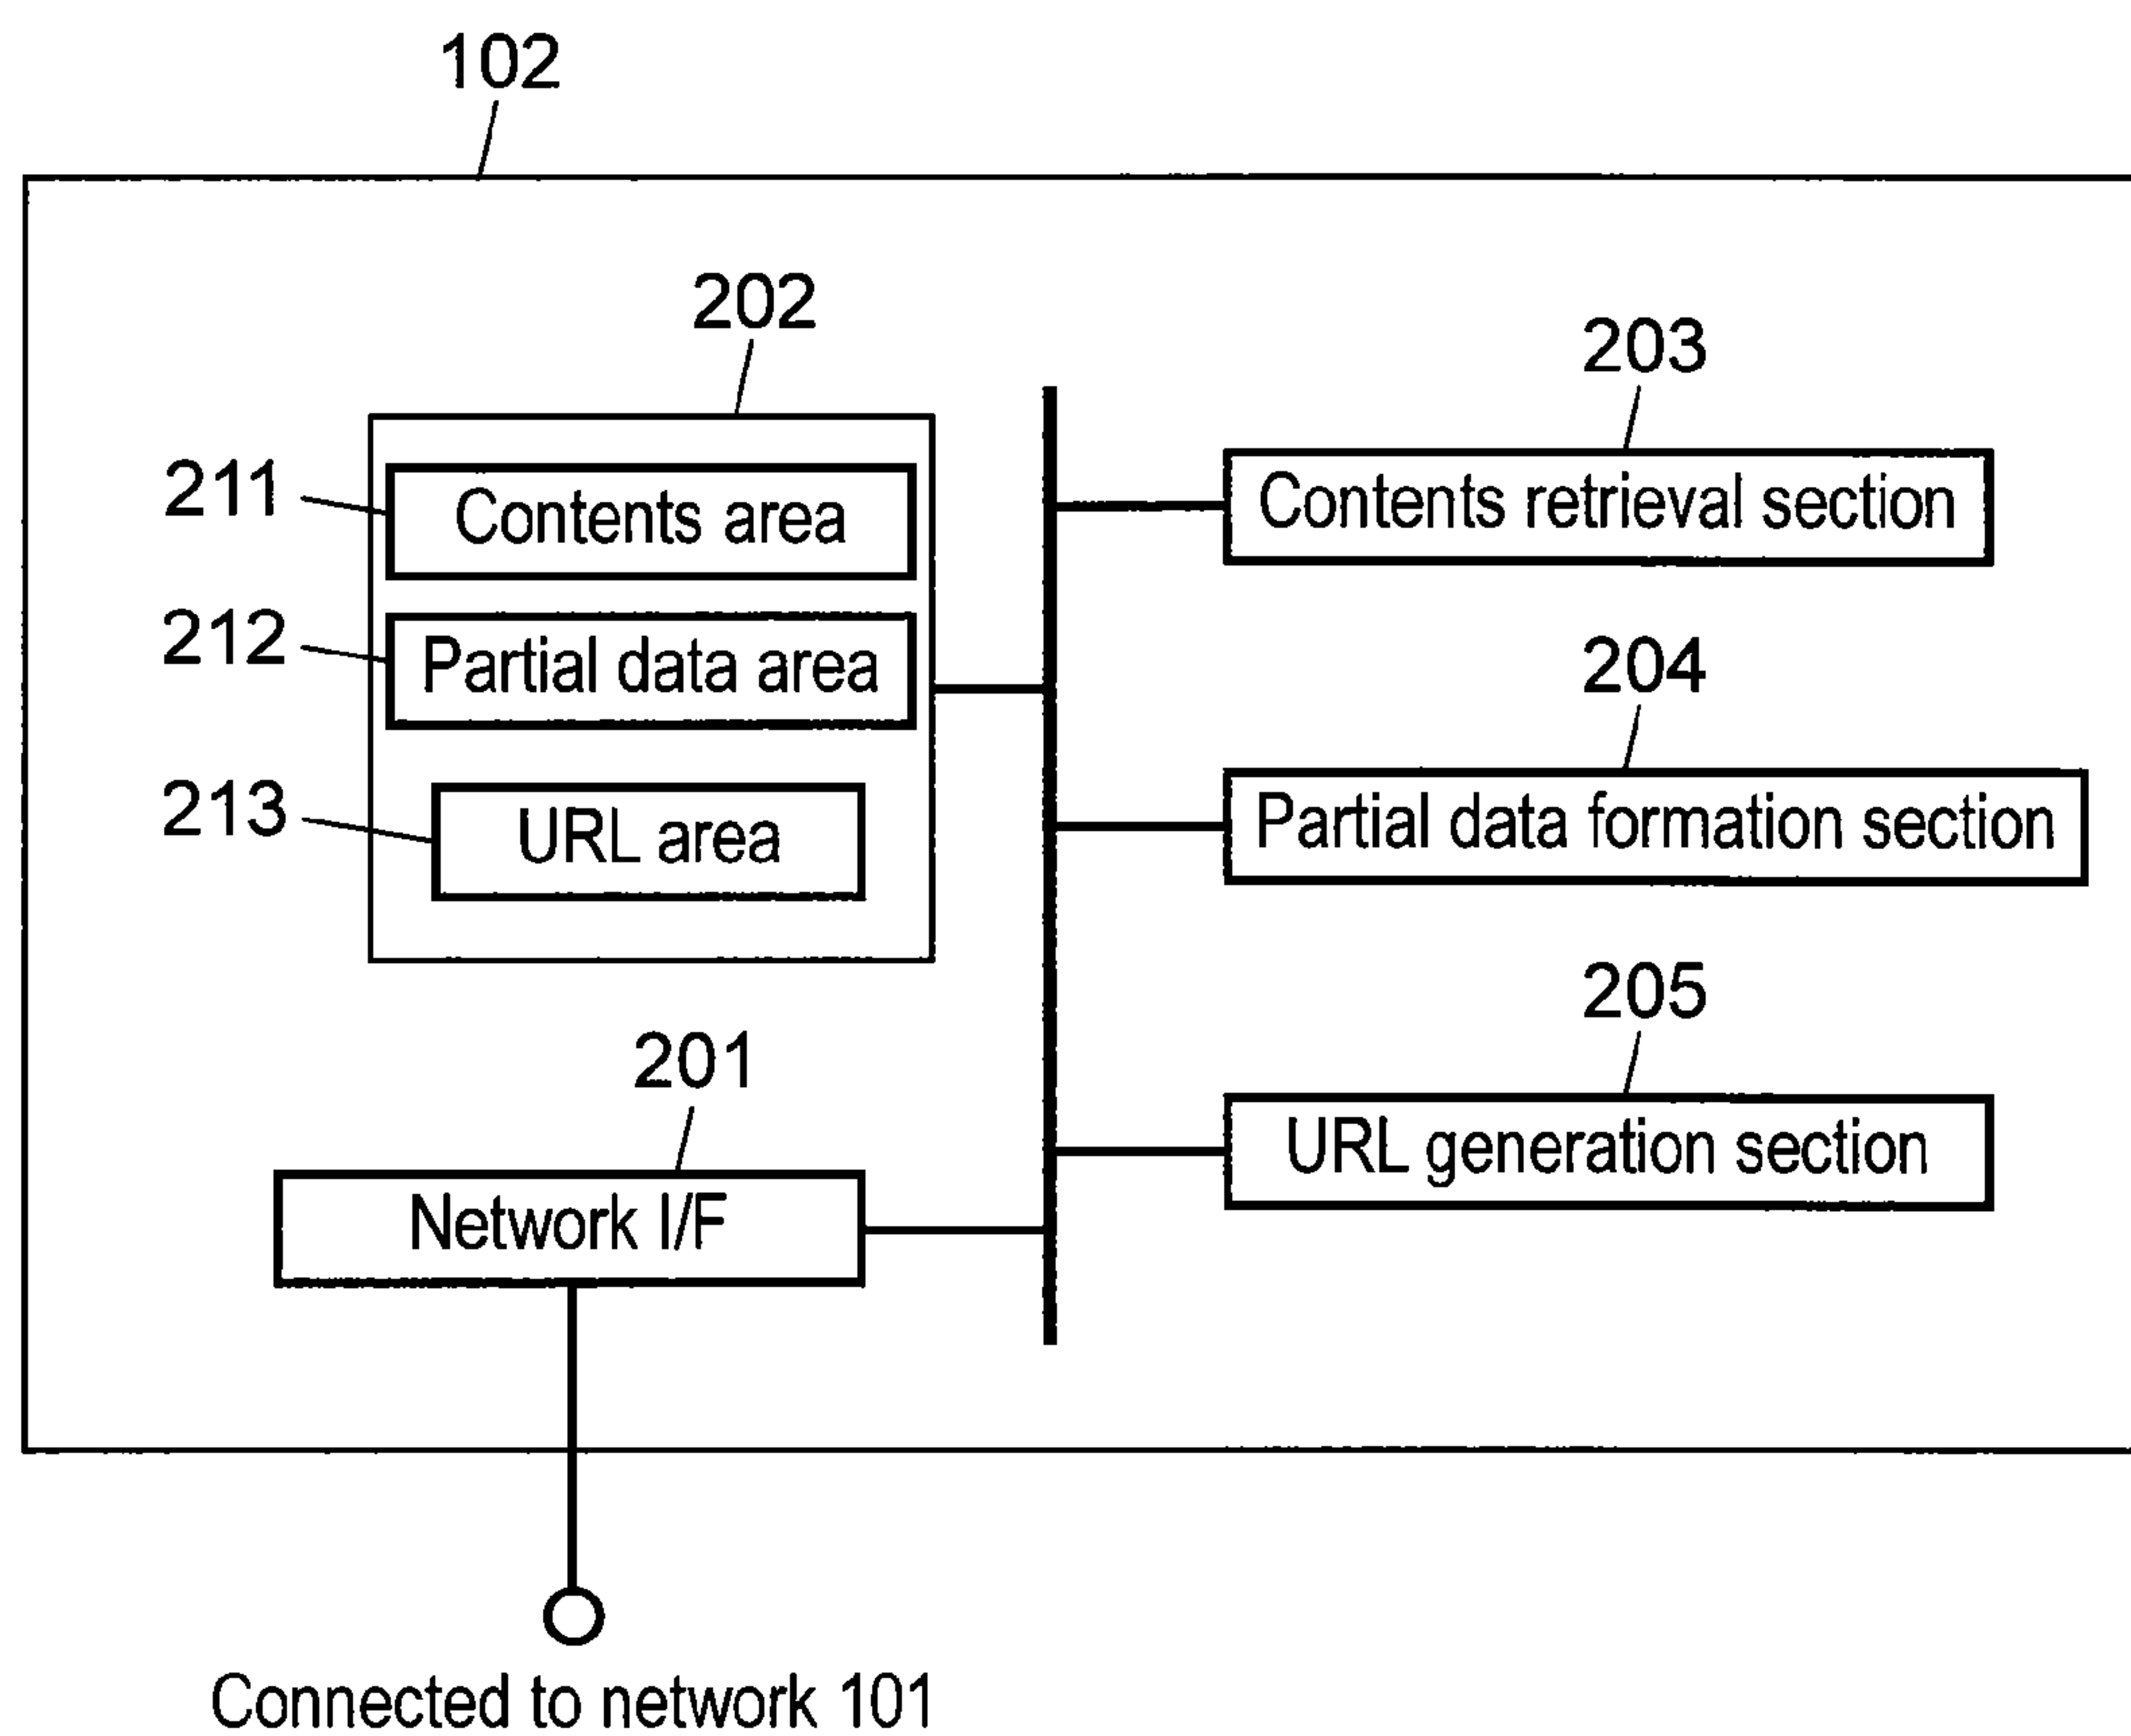 102
202
203
211
Contents area
Contents retrieval section
212
Partial data area
204
213
URL area
Partial data formation section
205
201
Network I/F
URL generation section
Connected to network 101